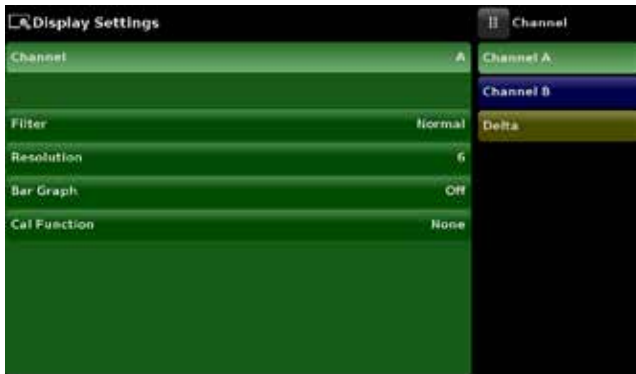 Display Settings
Channel A
Filter Normal
Resolution 6
Bar Graph Off
Cal Function None
Channel
Channel A
Channel B
Delta